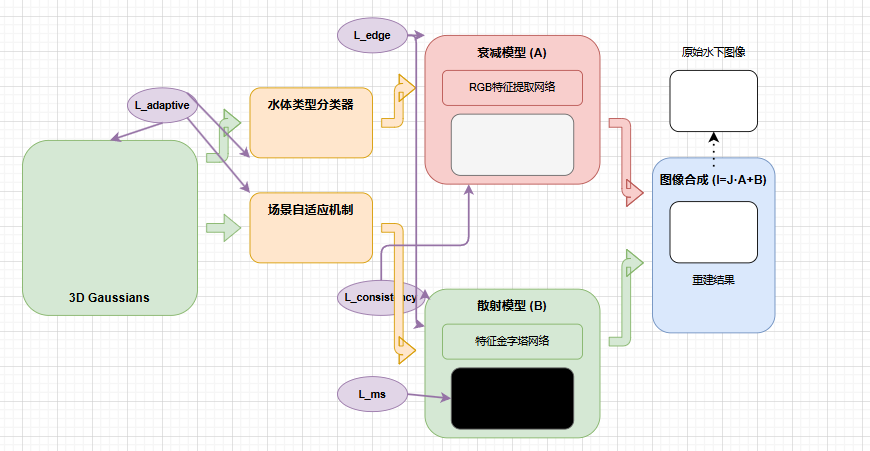 L_edge
衰减模型 (A)
原始水下图像
RGB特征提取网络
L_adaptive
水体类型分类器
图像合成 (I=J·A+B)
场景自适应机制
重建结果
3D Gaussians
L_consistency
散射模型 (B)
特征金字塔网络
L_ms